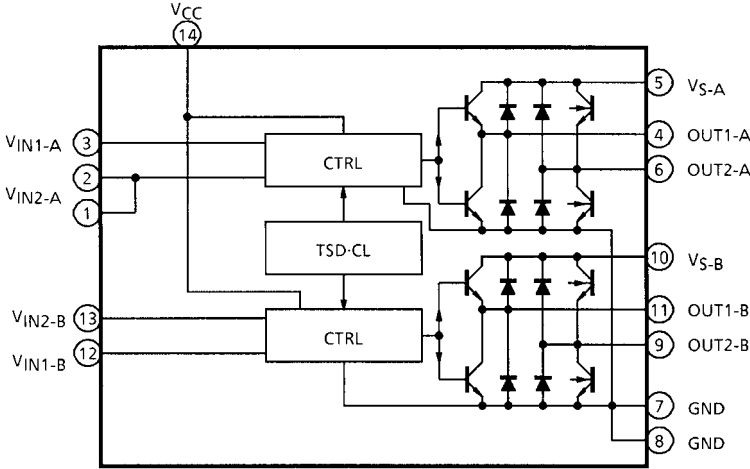 VCC
14
5 VS-A
VIN1-A 3
4 OUT1-A
CTRL
2
6 OUT2-A
VIN2-A
1
TSD·CL
10 VS-B
11 OUT1-B
VIN2-B 13
CTRL
9 OUT2-B
VIN1-B 12
7 GND
8 GND